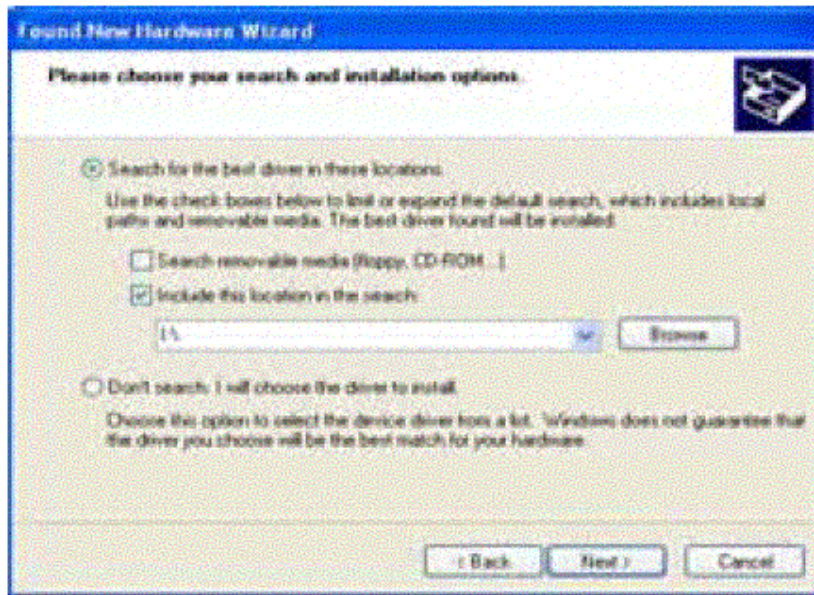 Found New Hardware Wizard
Please choose your search and installation options.
Search for the best driver in these locations.
Use the check boxes below to limit or expand the default search, which includes local
paths and removable media. The best driver found will be installed.
Search removable media (floppy, CD-ROM...)
Include this location in the search:
Browse
Don't search. I will choose the driver to install.
Choose this option to select the device driver from a list. Windows does not guarantee that
the driver you choose will be the best match for your hardware.
< Back
Next >
Cancel